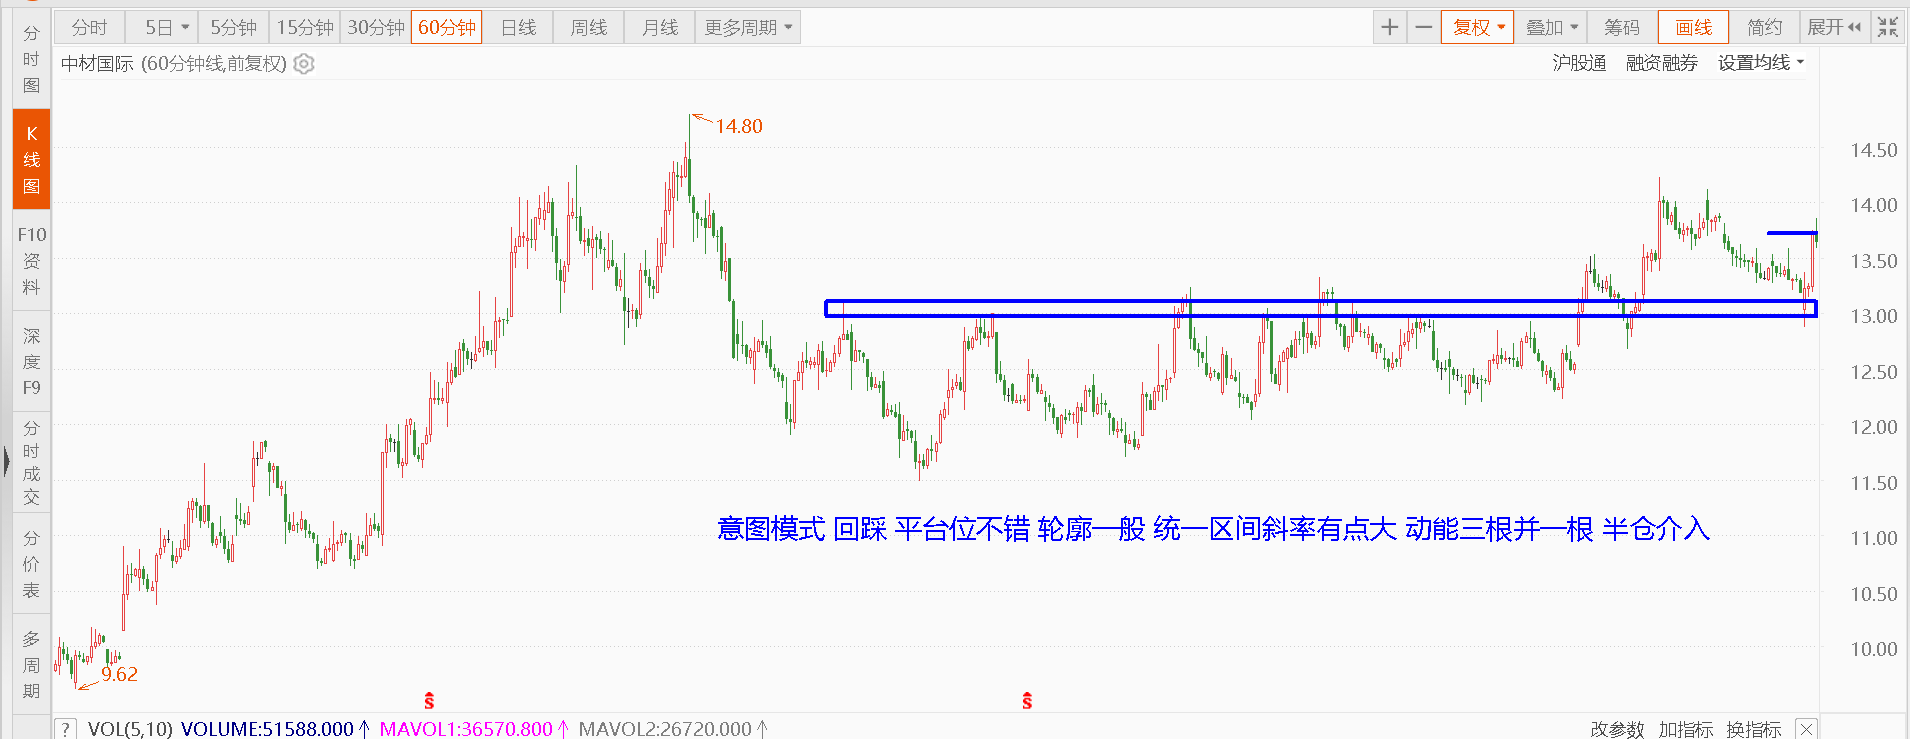 分时 5日 5分钟 15分钟 30分钟 60分钟 日线 周线 月线 更多周期 复权 叠加 筹码 画线 简约 展开
中材国际 (60分钟线,前复权) 沪股通 融资融券 设置均线
分时图
K线图
F10资料
深度F9
分时成交
分价表
多周期
14.80
14.50
14.00
13.50
13.00
12.50
12.00
11.50
意图模式 回踩 平台位不错 轮廓一般 统一区间斜率有点大 动能三根并一根 半仓介入
11.00
10.50
10.00
9.62
S S
? VOL(5,10) VOLUME:51588.000↑ MAVOL1:36570.800↑ MAVOL2:26720.000↑ 改参数 加指标 换指标